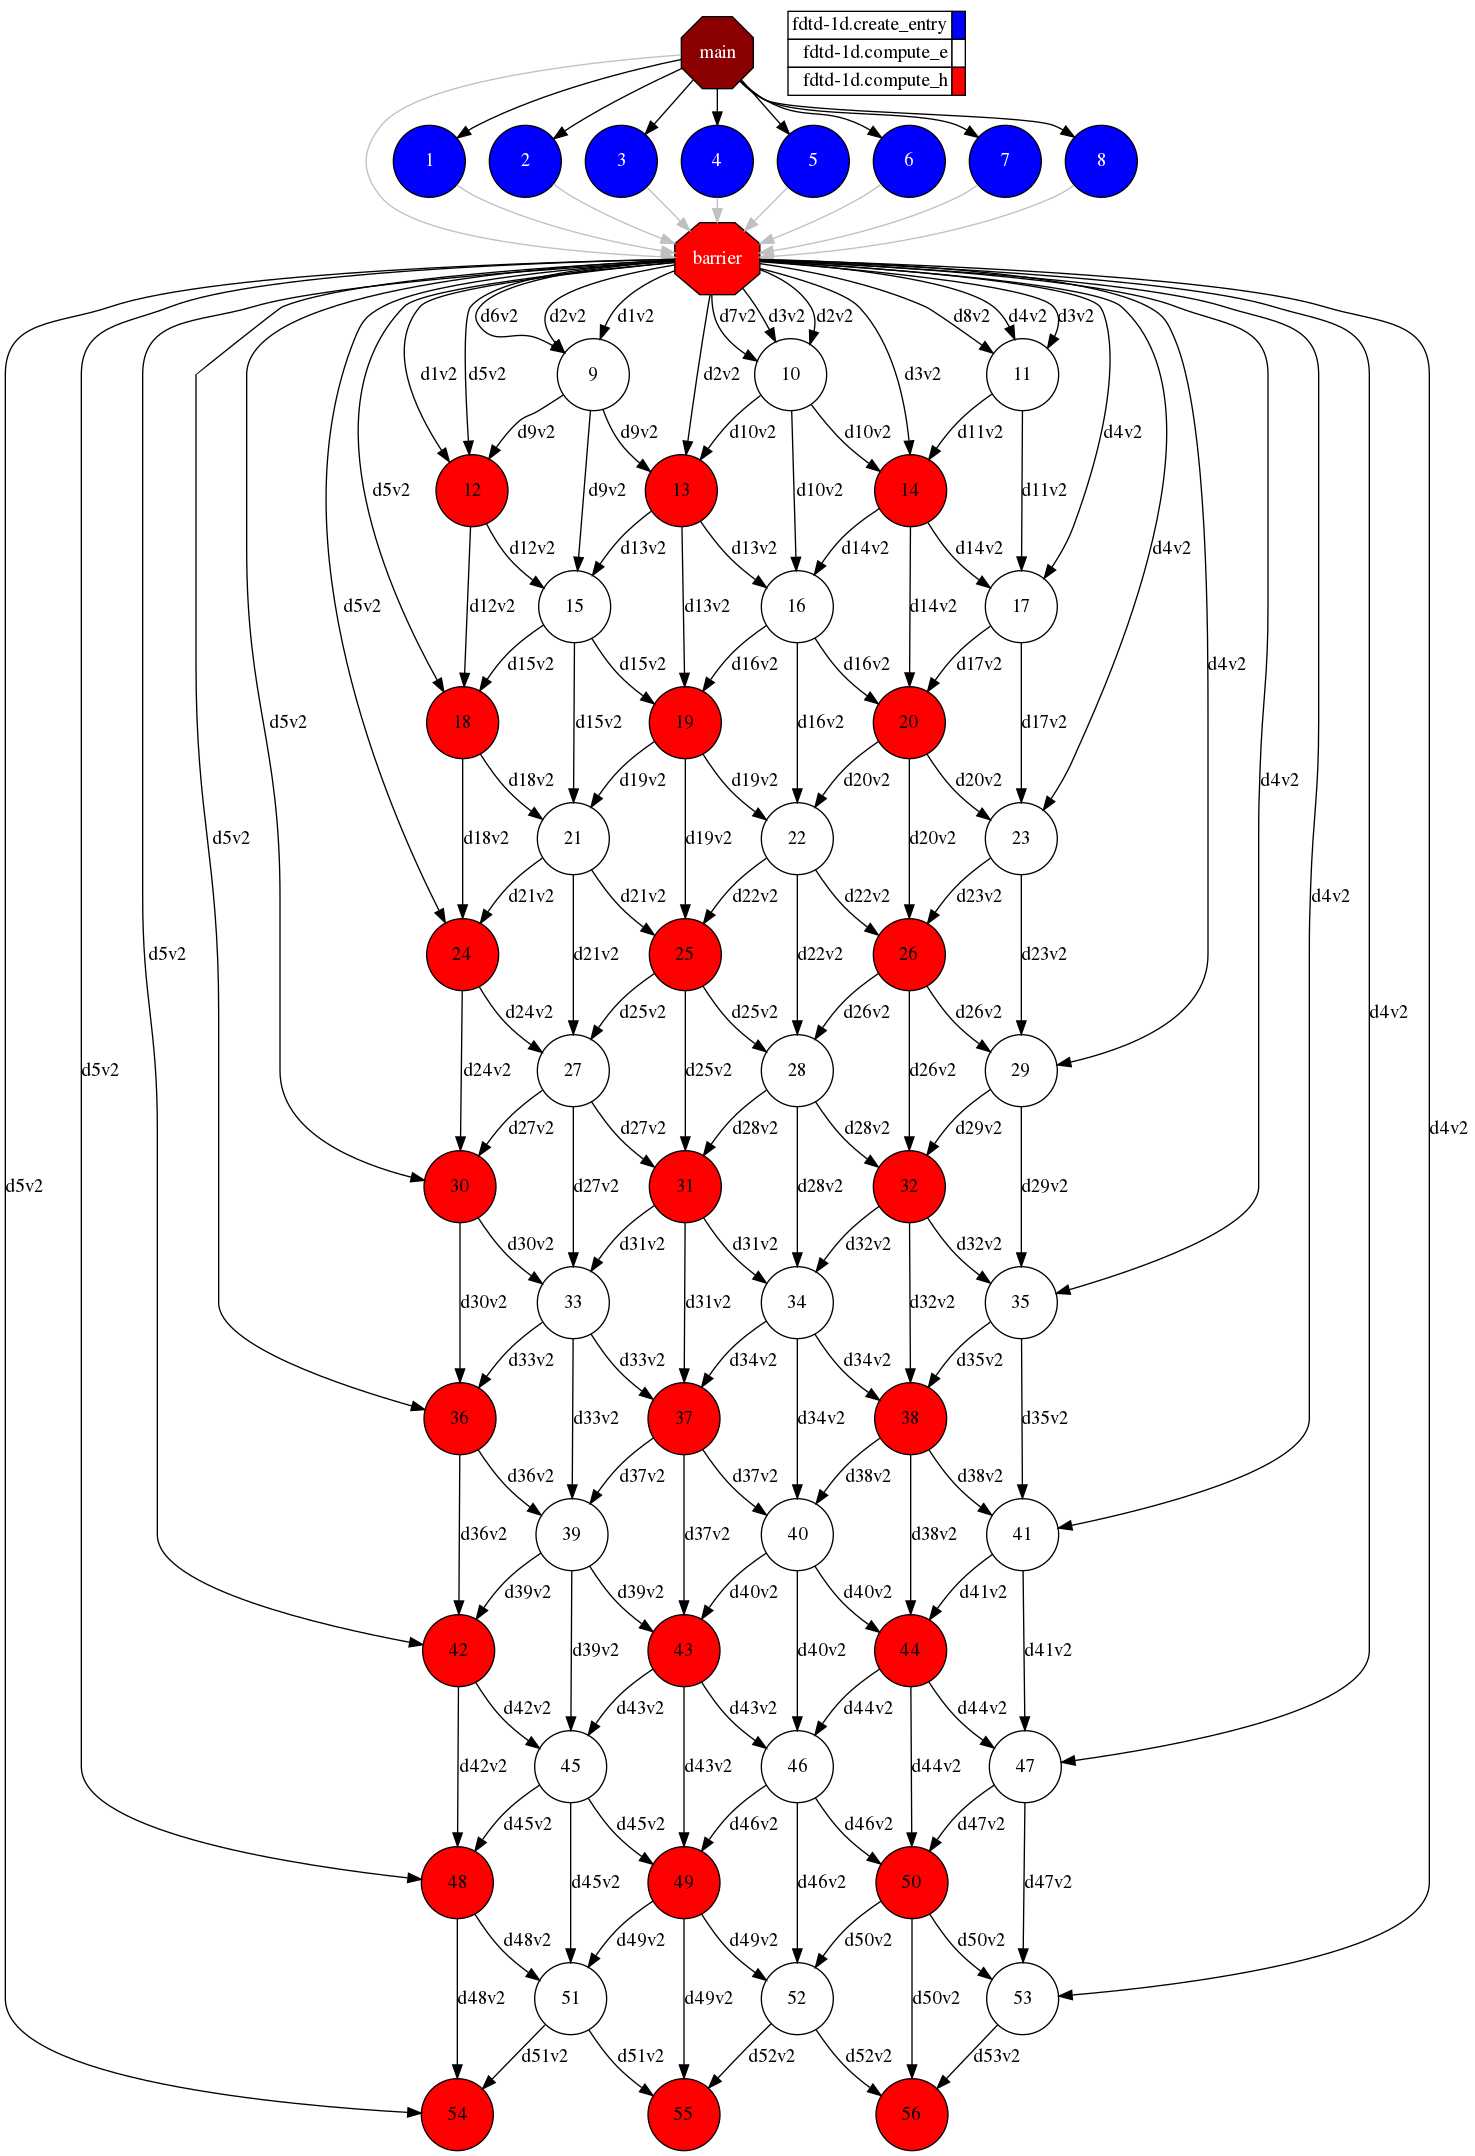 main
fdtd-1d.create_entry
fdtd-1d.compute_e
fdtd-1d.compute_h
1 2 3 4 5 6 7 8
barrier
d6v2 d2v2 d1v2 d7v2 d3v2 d2v2 d8v2 d4v2 d3v2
d1v2 d5v2 9 d2v2 10 d3v2 11
d9v2 d9v2 d10v2 d10v2 d11v2 d4v2
d5v2 12 d9v2 13 d10v2 14 d11v2
d12v2 d13v2 d13v2 d14v2 d14v2 d4v2
d5v2 d12v2 15 d13v2 16 d14v2 17
d15v2 d15v2 d16v2 d16v2 d17v2 d4v2
d5v2 18 d15v2 19 d16v2 20 d17v2
d18v2 d19v2 d19v2 d20v2 d20v2 d4v2
d5v2 d18v2 21 d19v2 22 d20v2 23
d21v2 d21v2 d22v2 d22v2 d23v2 d4v2
d5v2 24 d21v2 25 d22v2 26 d23v2
d24v2 d25v2 d25v2 d26v2 d26v2 d4v2
d5v2 d24v2 27 d25v2 28 d26v2 29
d27v2 d27v2 d28v2 d28v2 d29v2 d4v2
d5v2 30 d27v2 31 d28v2 32 d29v2
d30v2 d31v2 d31v2 d32v2 d32v2
d30v2 33 d31v2 34 d32v2 35
d33v2 d33v2 d34v2 d34v2 d35v2
36 d33v2 37 d34v2 38 d35v2
d36v2 d37v2 d37v2 d38v2 d38v2
d36v2 39 d37v2 40 d38v2 41
d39v2 d39v2 d40v2 d40v2 d41v2
42 d39v2 43 d40v2 44 d41v2
d42v2 d43v2 d43v2 d44v2 d44v2
d42v2 45 d43v2 46 d44v2 47
d45v2 d45v2 d46v2 d46v2 d47v2
48 d45v2 49 d46v2 50 d47v2
d48v2 d49v2 d49v2 d50v2 d50v2
d48v2 51 d49v2 52 d50v2 53
d51v2 d51v2 d52v2 d52v2 d53v2
54 55 56